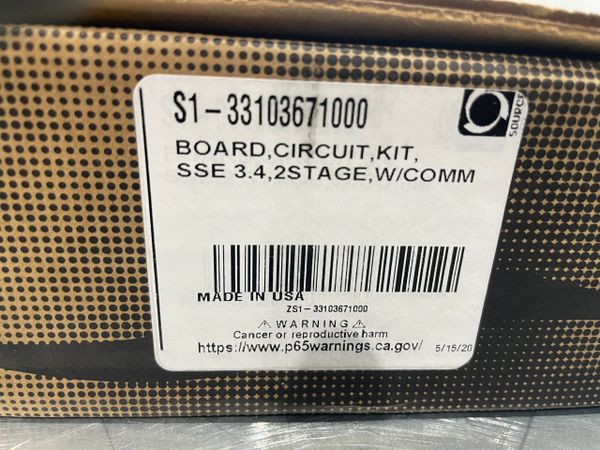 S1-33103671000
SOURCE
BOARD,CIRCUIT,KIT,
SSE 3.4,2STAGE,W/COMM
MADE IN USA
ZS1-33103671000
⚠ WARNING ⚠
Cancer or reproductive harm
https://www.p65warnings.ca.gov/
5/15/20